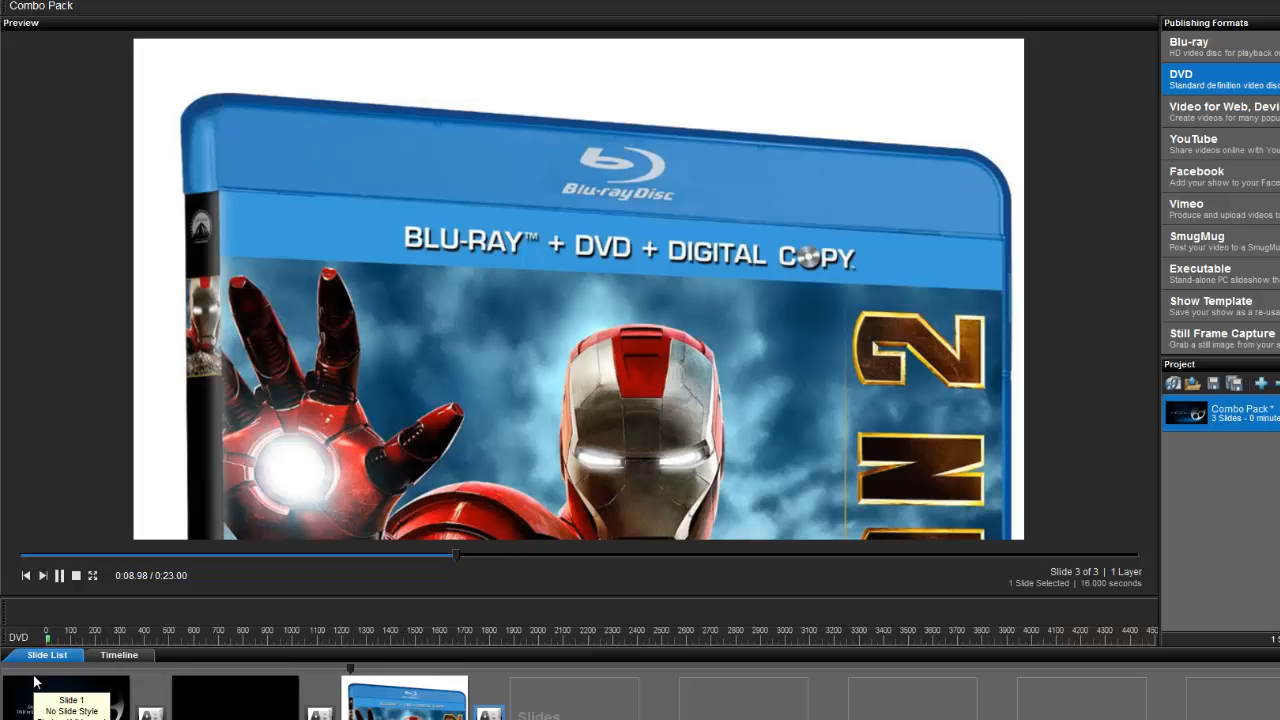 Combo Pack
Preview
Publishing Formats
Blu-ray
HD video disc for playback o
DVD
Standard definition video disc
Video for Web, Devi
Create videos for many popu
YouTube
Share videos online with You
Facebook
Add your show to your Face
Vimeo
Produce and upload videos t
SmugMug
Post your video to a SmugMu
Executable
Stand-alone PC slideshow th
Show Template
Save your show as a re-usa
Still Frame Capture
Grab a still image from your s
Project
Combo Pack *
3 Slides - 0 minute
Blu-ray Disc
BLU-RAY™ + DVD + DIGITAL COPY
0:08.98 / 0:23.00
Slide 3 of 3 | 1 Layer
1 Slide Selected | 16.000 seconds
DVD
0 100 200 300 400 500 600 700 800 900 1000 1100 1200 1300 1400 1500 1600 1700 1800 1900 2000 2100 2200 2300 2400 2500 2600 2700 2800 2900 3000 3100 3200 3300 3400 3500 3600 3700 3800 3900 4000 4100 4200 4300 4400 450
Slide List
Timeline
Slide 1
No Slide Style
Slides